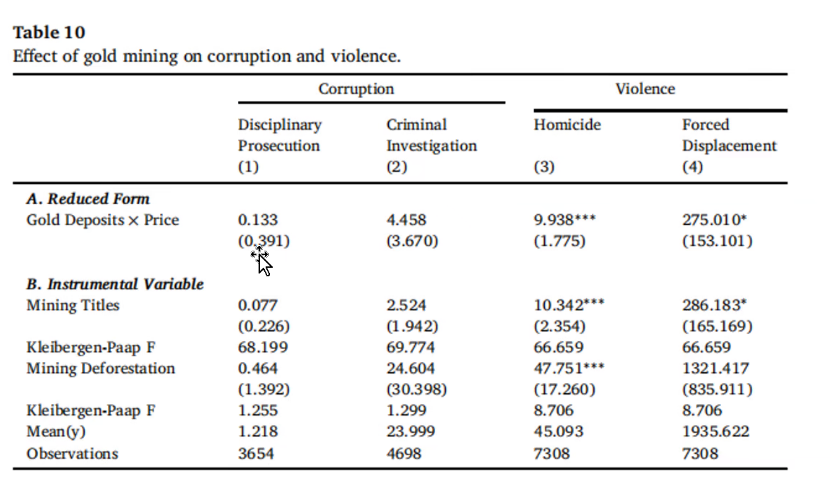 Table 10
Effect of gold mining on corruption and violence.
Corruption Violence
Disciplinary Criminal Homicide Forced
Prosecution Investigation Displacement
(1) (2) (3) (4)
A. Reduced Form
Gold Deposits × Price 0.133 4.458 9.938*** 275.010*
(0.391) (3.670) (1.775) (153.101)
B. Instrumental Variable
Mining Titles 0.077 2.524 10.342*** 286.183*
(0.226) (1.942) (2.354) (165.169)
Kleibergen-Paap F 68.199 69.774 66.659 66.659
Mining Deforestation 0.464 24.604 47.751*** 1321.417
(1.392) (30.398) (17.260) (835.911)
Kleibergen-Paap F 1.255 1.299 8.706 8.706
Mean(y) 1.218 23.999 45.093 1935.622
Observations 3654 4698 7308 7308